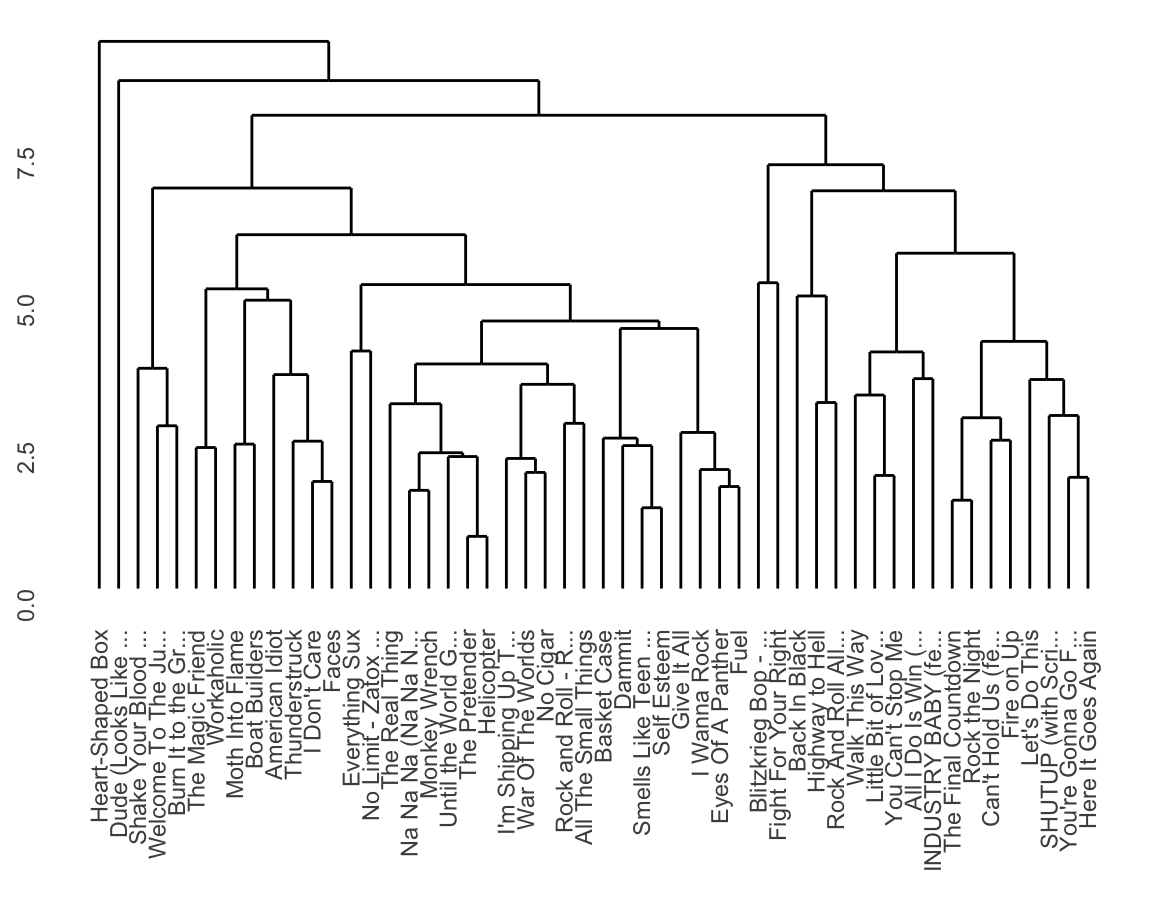 7.5
5.0
2.5
0.0
Heart-Shaped Box
Dude (Looks Like ...
Shake Your Blood ...
Welcome To The Ju...
Burn It to the Gr...
The Magic Friend
Workaholic
Moth Into Flame
Boat Builders
American Idiot
Thunderstruck
I Don't Care
Faces
Everything Sux
No Limit - Zatox...
The Real Thing
Na Na Na (Na Na N...
Monkey Wrench
Until the World G...
The Pretender
Helicopter
I'm Shipping Up T...
War Of The Worlds
No Cigar
Rock and Roll - R...
All The Small Things
Basket Case
Dammit
Smells Like Teen ...
Self Esteem
Give It All
I Wanna Rock
Eyes Of A Panther
Fuel
Blitzkrieg Bop - ...
Fight For Your Right
Back In Black
Highway to Hell
Rock And Roll All...
Walk This Way
Little Bit of Lov...
You Can't Stop Me
All I Do Is Win (...
INDUSTRY BABY (fe...
The Final Countdown
Rock the Night
Can't Hold Us (fe...
Fire on Up
Let's Do This
SHUTUP (with Scri...
You're Gonna Go F...
Here It Goes Again